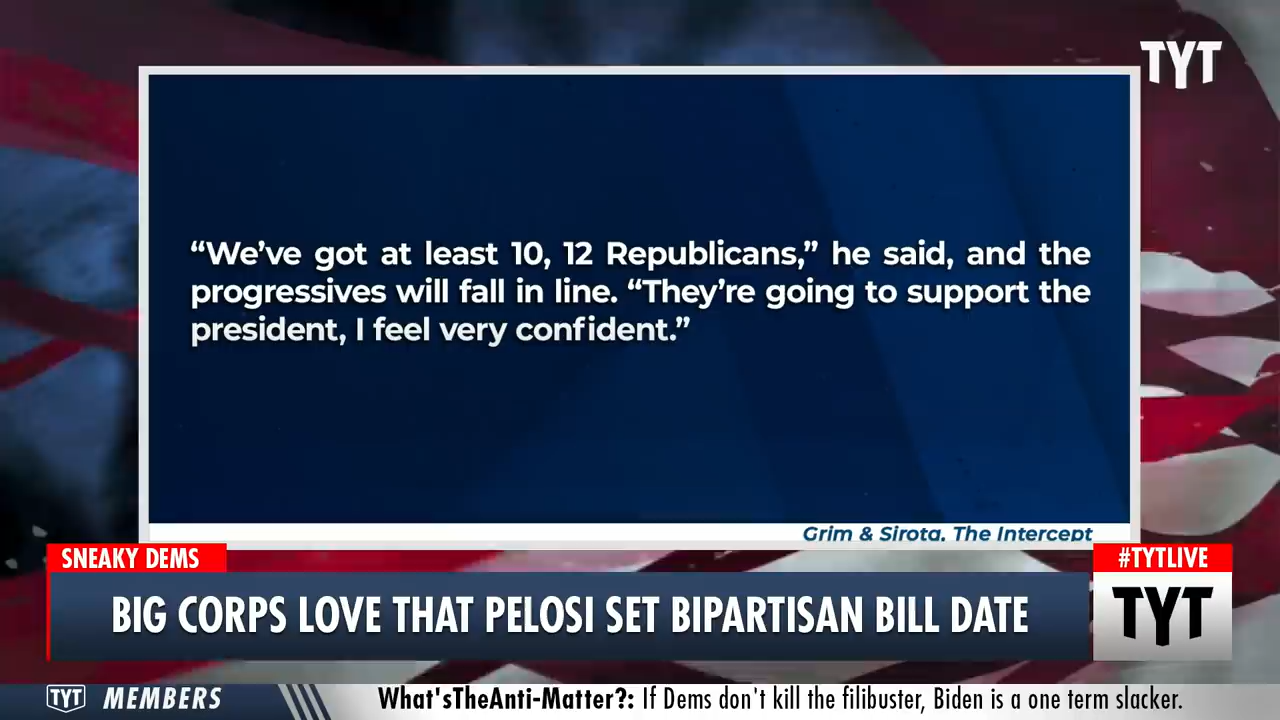 TYT
“We’ve got at least 10, 12 Republicans,” he said, and the
progressives will fall in line. “They’re going to support the
president, I feel very confident.”
Grim & Sirota, The Intercept
SNEAKY DEMS
#TYTLIVE
BIG CORPS LOVE THAT PELOSI SET BIPARTISAN BILL DATE
TYT
TYT MEMBERS
What'sTheAnti-Matter?: If Dems don't kill the filibuster, Biden is a one term slacker.